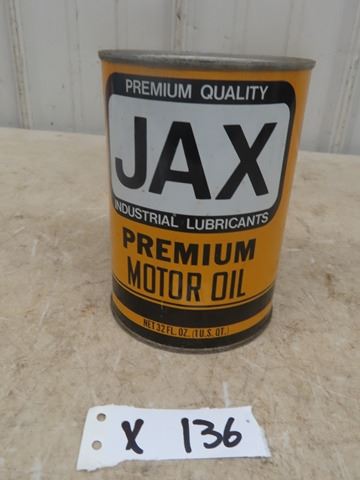 PREMIUM QUALITY
JAX
INDUSTRIAL LUBRICANTS
PREMIUM
MOTOR OIL
NET 32 FL. OZ. (1 U.S. QT.)
X 136